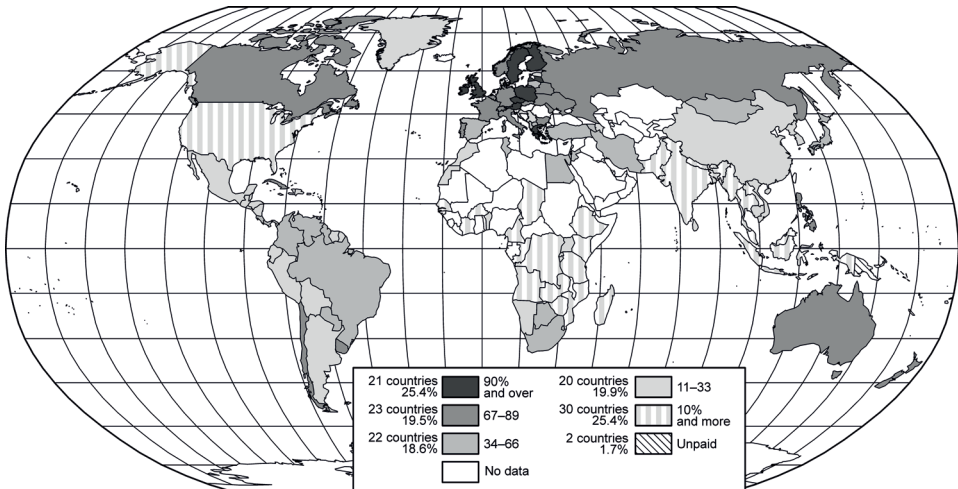 21 countries
25.4%
90%
and over
23 countries
19.5%
67–89
22 countries
18.6%
34–66
No data
20 countries
19.9%
11–33
30 countries
25.4%
10%
and more
2 countries
1.7%
Unpaid